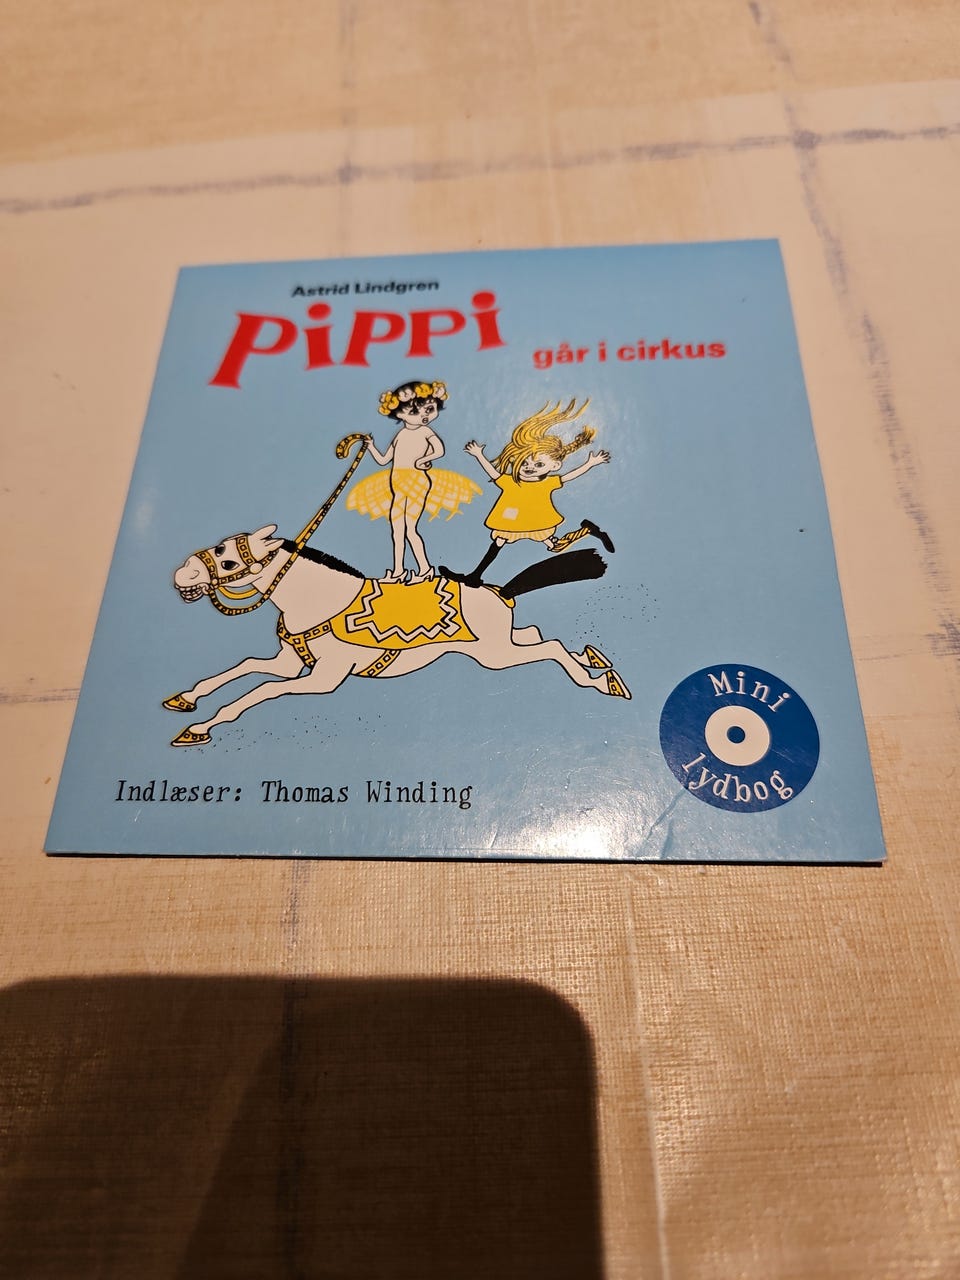 Astrid Lindgren
PiPPi
går i cirkus
Mini
lydbog
Indlæser: Thomas Winding